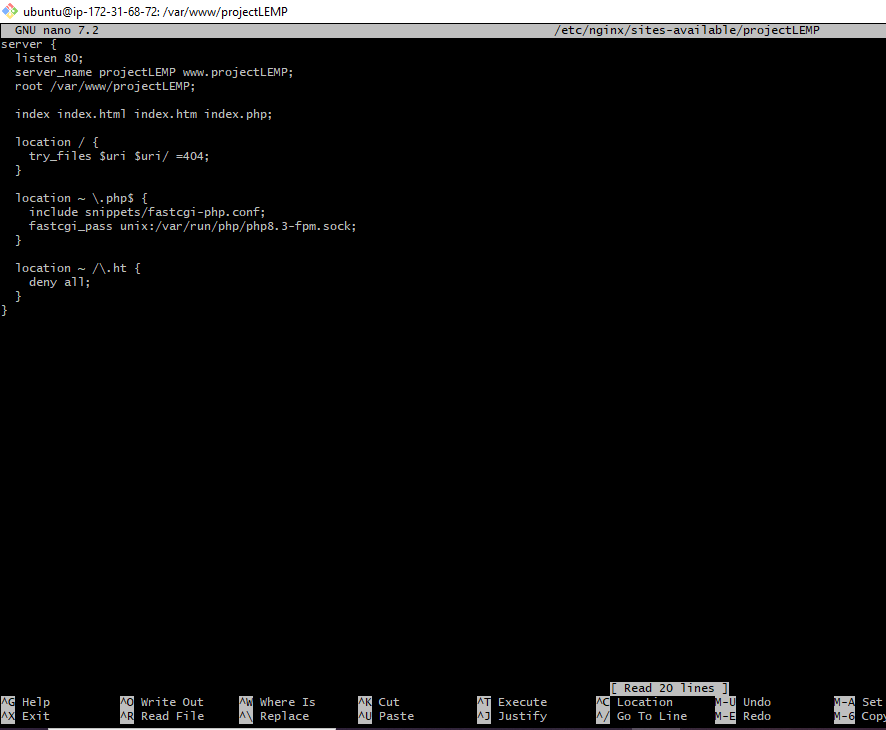 ubuntu@ip-172-31-68-72: /var/www/projectLEMP
GNU nano 7.2 /etc/nginx/sites-available/projectLEMP
server {
  listen 80;
  server_name projectLEMP www.projectLEMP;
  root /var/www/projectLEMP;

  index index.html index.htm index.php;

  location / {
    try_files $uri $uri/ =404;
  }

  location ~ \.php$ {
    include snippets/fastcgi-php.conf;
    fastcgi_pass unix:/var/run/php/php8.3-fpm.sock;
  }

  location ~ /\.ht {
    deny all;
  }
}
[ Read 20 lines ]
^G Help ^O Write Out ^W Where Is ^K Cut ^T Execute ^C Location M-U Undo M-A Set
^X Exit ^R Read File ^\ Replace ^U Paste ^J Justify ^/ Go To Line M-E Redo M-6 Copy